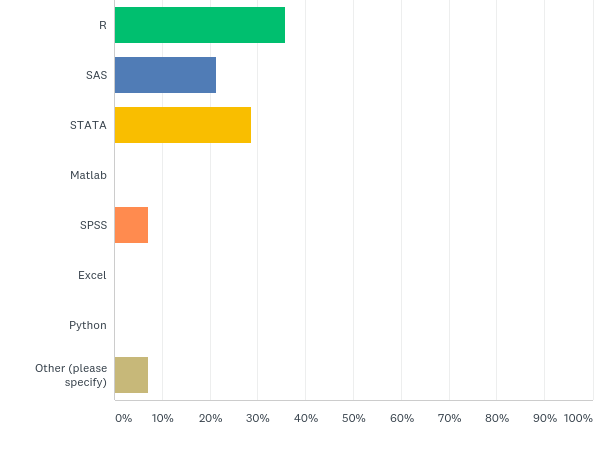 R
SAS
STATA
Matlab
SPSS
Excel
Python
Other (please
specify)
0% 10% 20% 30% 40% 50% 60% 70% 80% 90% 100%